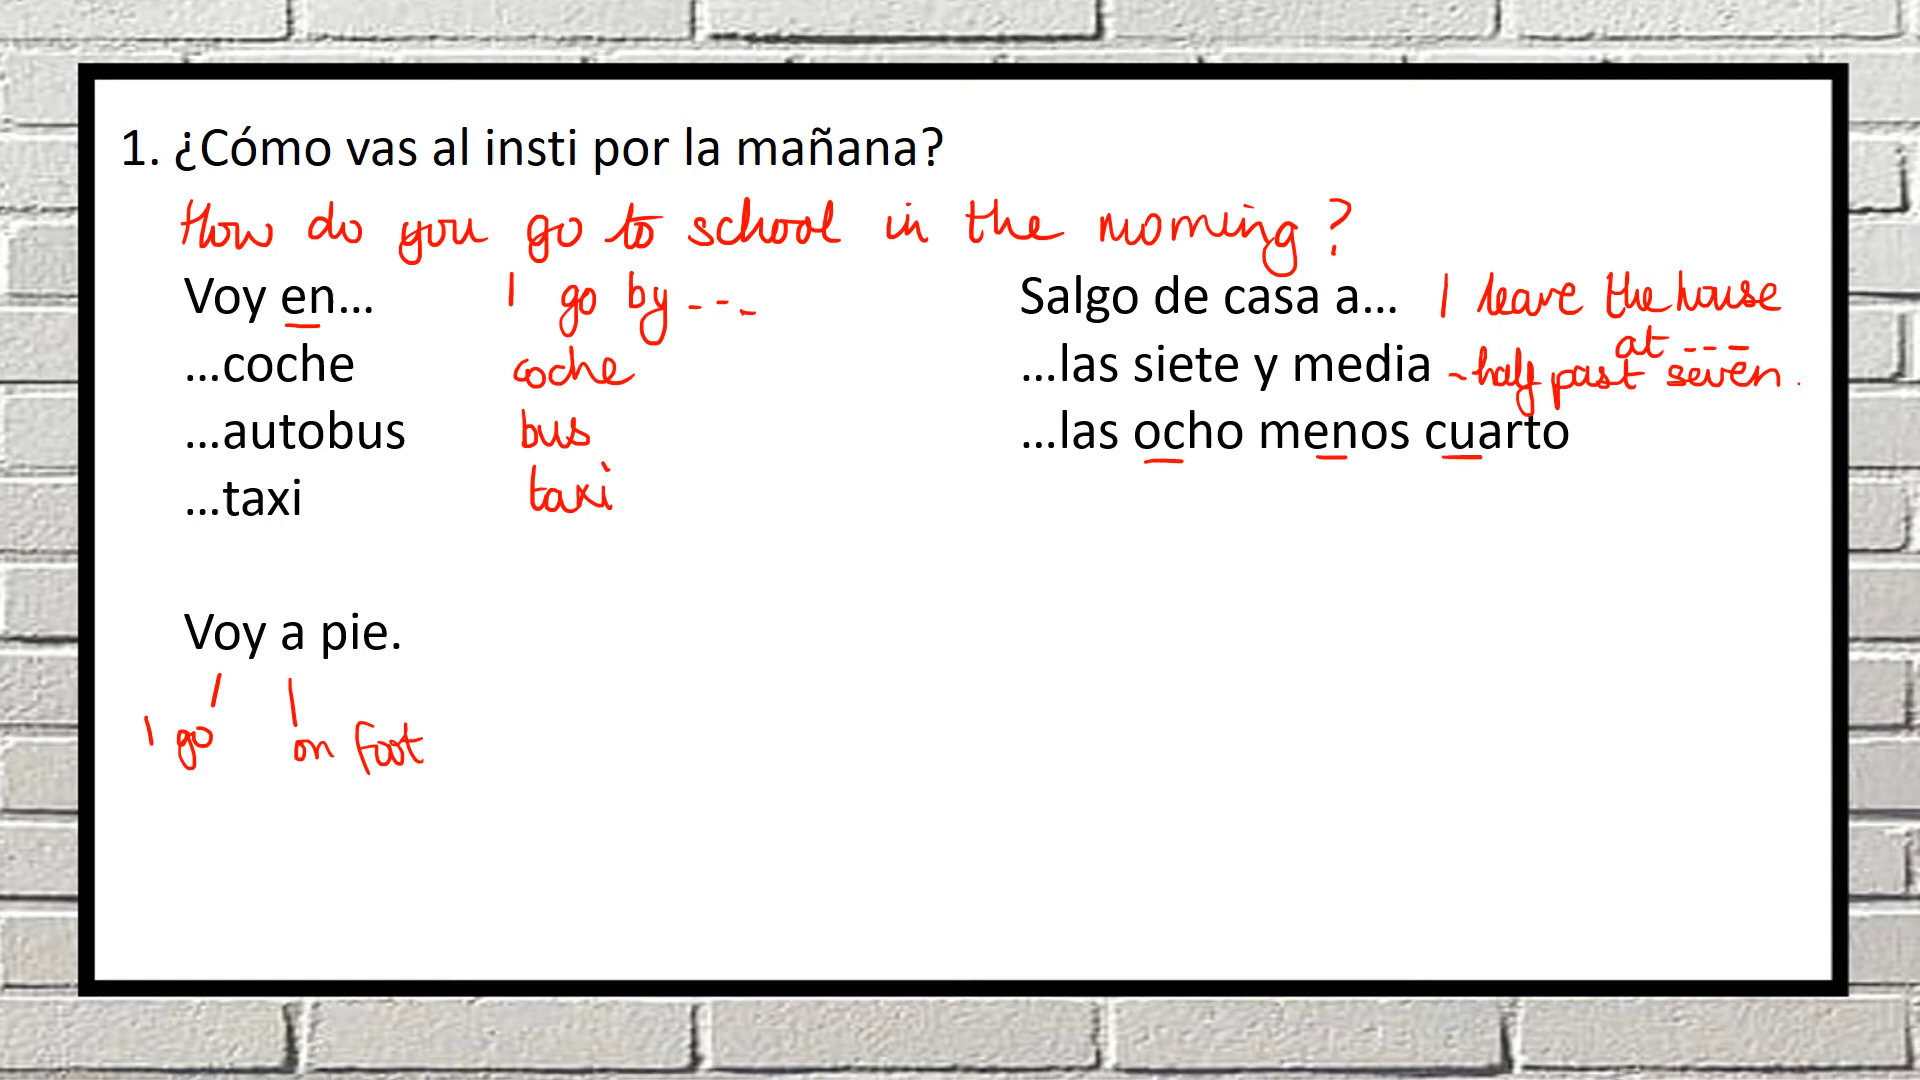 1. ¿Cómo vas al insti por la mañana?
How do you go to school in the morning?
Voy en... I go by ---
...coche coche
...autobus bus
...taxi taxi
Voy a pie.
I go on Foot
Salgo de casa a... I leave the house
at ---
...las siete y media - half past seven.
...las ocho menos cuarto